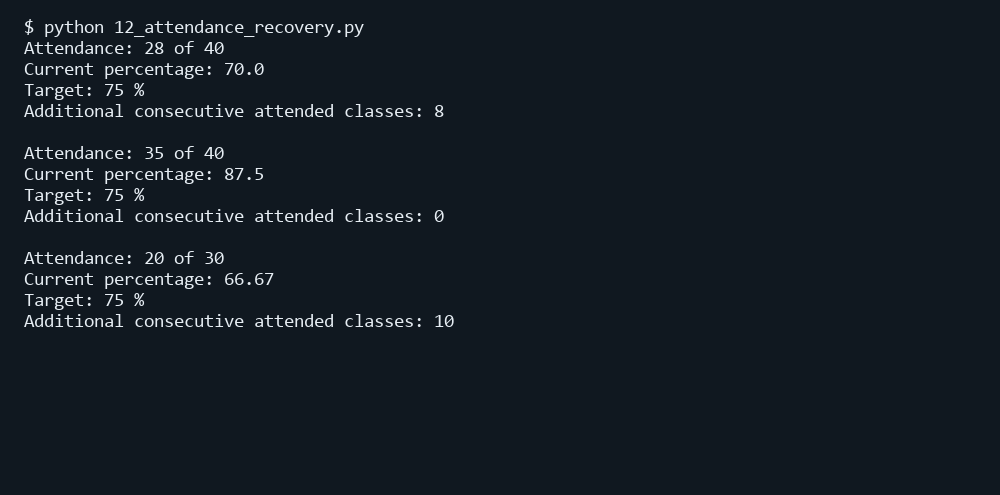 $ python 12_attendance_recovery.py
Attendance: 28 of 40
Current percentage: 70.0
Target: 75 %
Additional consecutive attended classes: 8
Attendance: 35 of 40
Current percentage: 87.5
Target: 75 %
Additional consecutive attended classes: 0
Attendance: 20 of 30
Current percentage: 66.67
Target: 75 %
Additional consecutive attended classes: 10